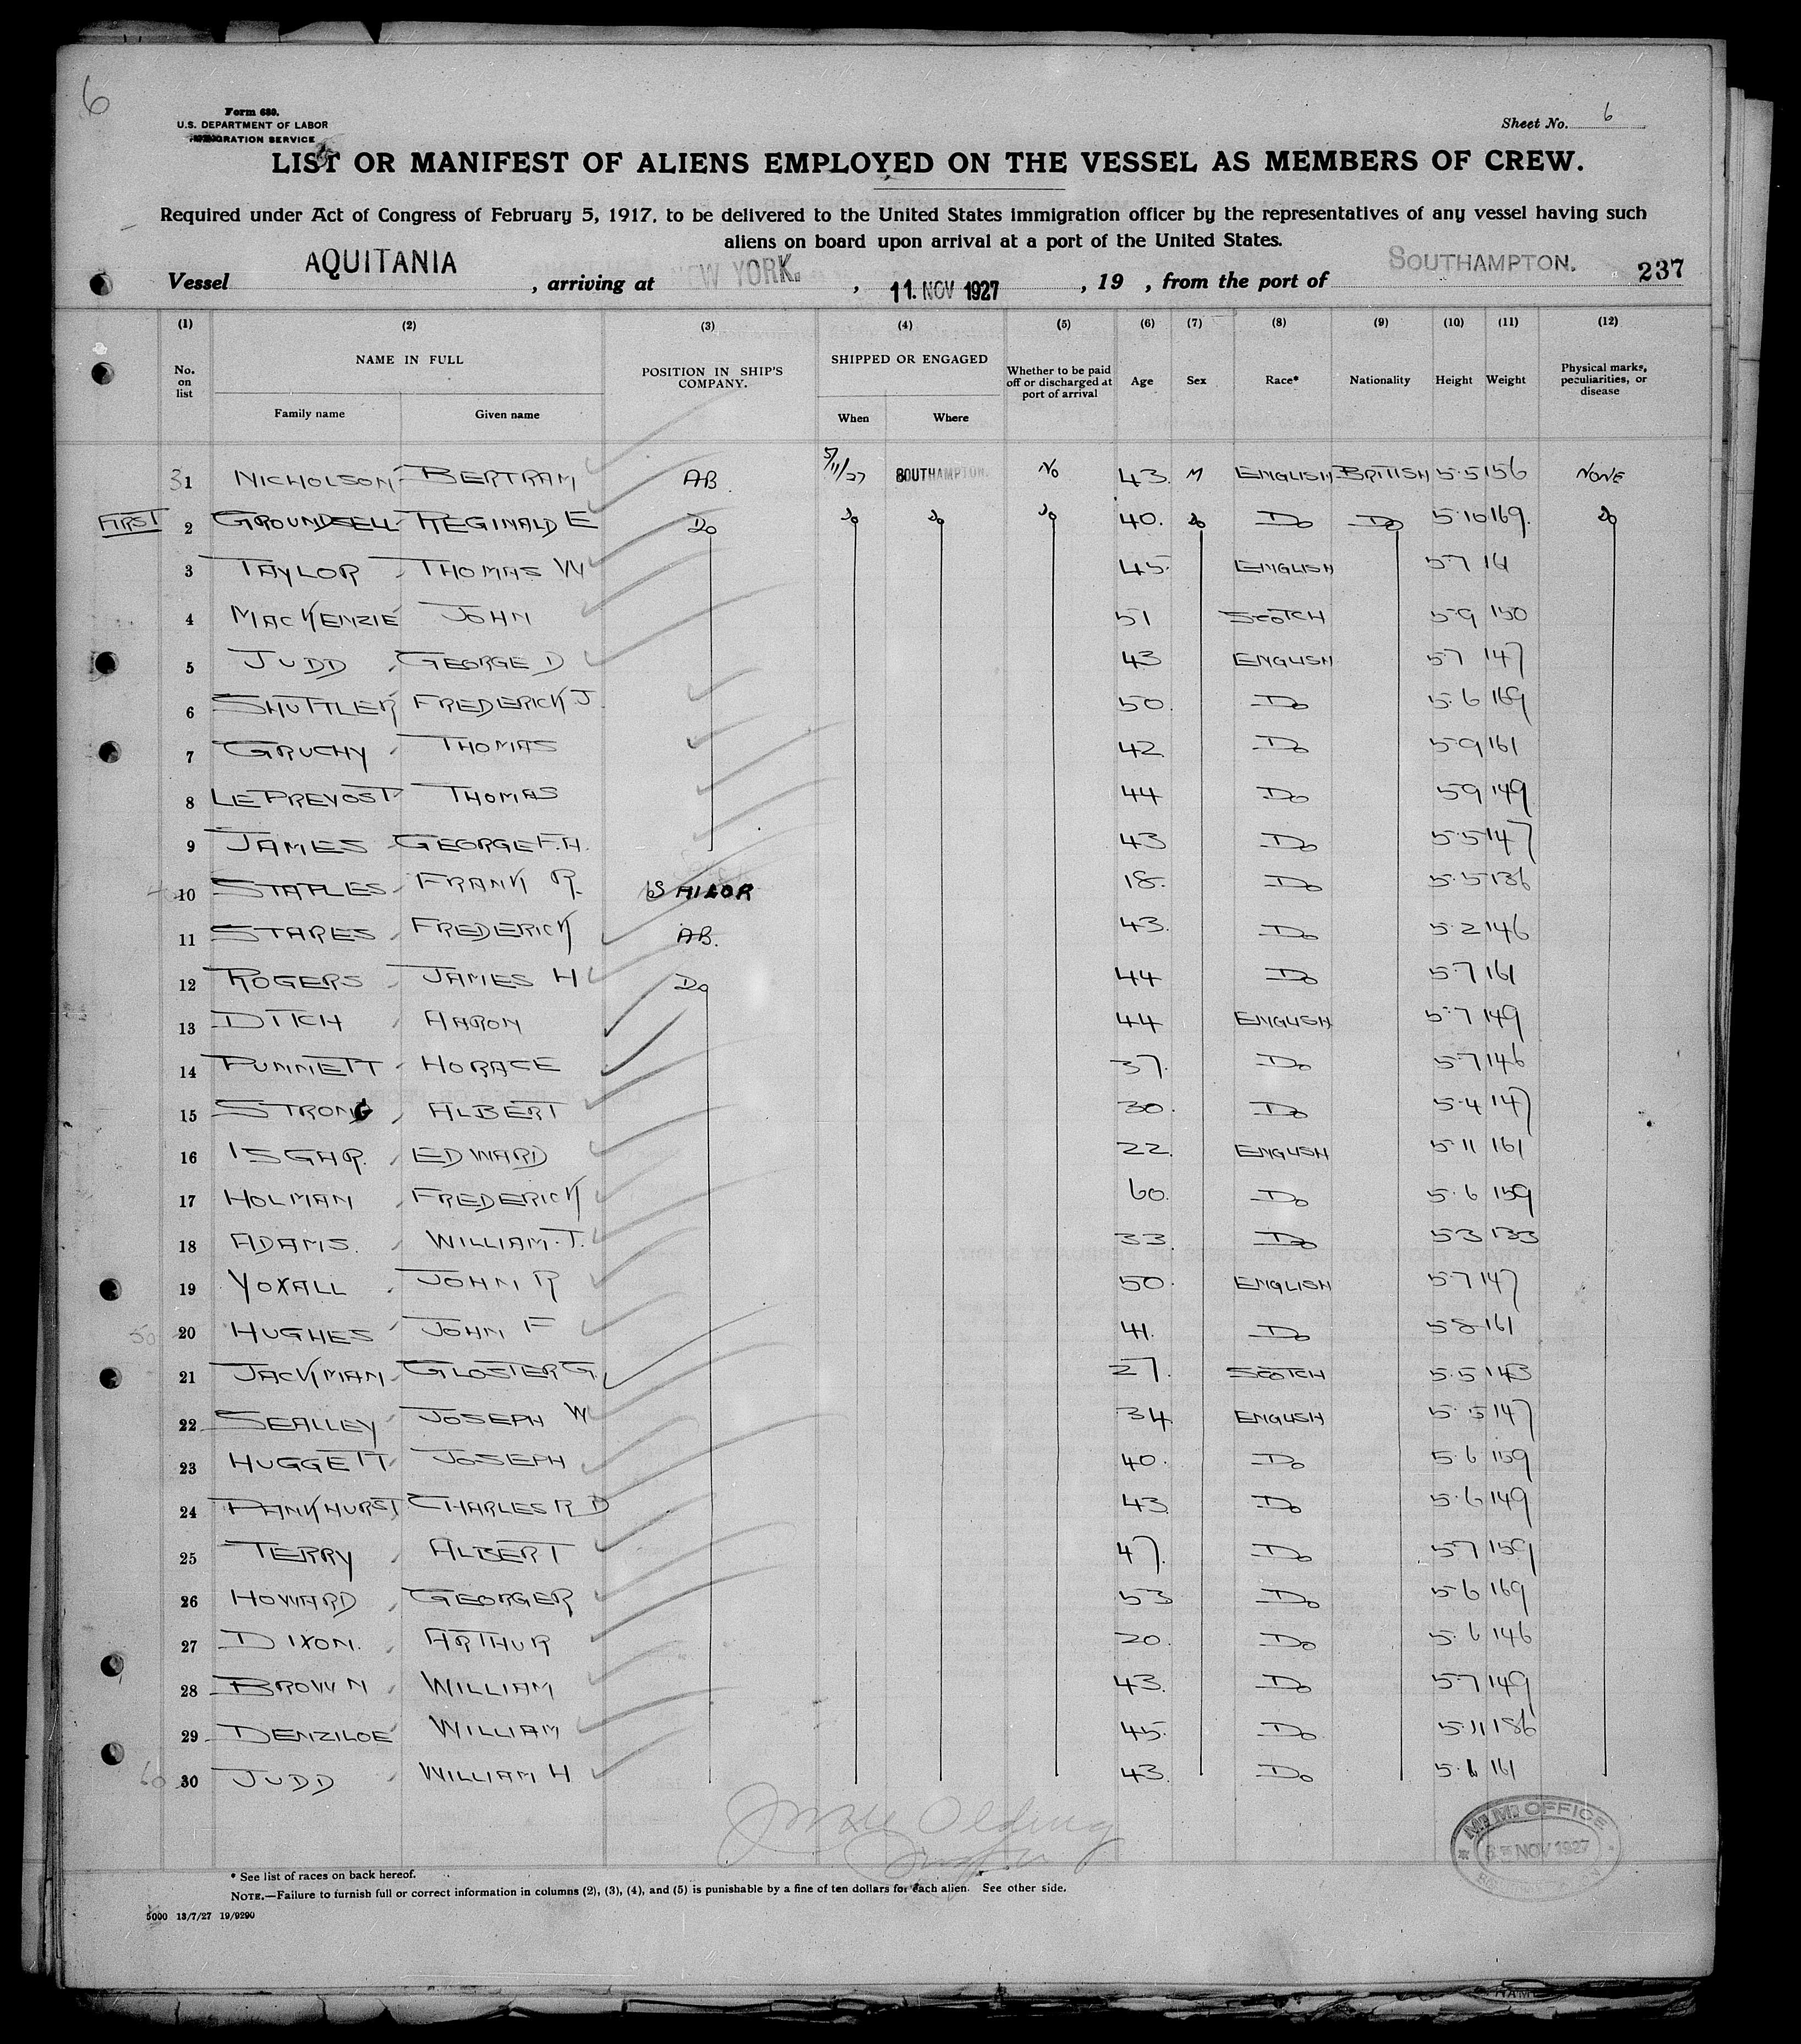 6
Form 680.
U.S. DEPARTMENT OF LABOR
IMMIGRATION SERVICE
Sheet No. 6
LIST OR MANIFEST OF ALIENS EMPLOYED ON THE VESSEL AS MEMBERS OF CREW.
Required under Act of Congress of February 5, 1917, to be delivered to the United States immigration officer by the representatives of any vessel having such
aliens on board upon arrival at a port of the United States.
Vessel AQUITANIA, arriving at NEW YORK., 11. NOV 1927, 19 , from the port of SOUTHAMPTON. 237
(1) (2) (3) (4) (5) (6) (7) (8) (9) (10) (11) (12)
No. on list NAME IN FULL POSITION IN SHIP'S COMPANY. SHIPPED OR ENGAGED Whether to be paid off or discharged at port of arrival Age Sex Race* Nationality Height Weight Physical marks, peculiarities, or disease
Family name Given name When Where
1 NICHOLSON BERTRAM AB. 5/11/27 SOUTHAMPTON. No 43. M ENGLISH BRITISH 5.5 156 NONE
FIRST 2 GROUNDSELL REGINALD E Do Do Do Do 40. Do Do Do 5.10 169. Do
3 TAYLOR THOMAS W 45. ENGLISH 5.7 161
4 MACKENZIE JOHN 51 SCOTCH 5.9 150
5 JUDD GEORGE D 43 ENGLISH 5.7 147
6 SHUTTLER FREDERICK J. 50. Do 5.6 169
7 GRUCHY THOMAS 42 Do 5.9 161
8 LE PREVOST THOMAS 44 Do 5.9 149
9 JAMES GEORGE F.H. 43 Do 5.5 147
10 STAPLES FRANK R. SAILOR 18. Do 5.5 136
11 STARES FREDERICK AB. 43. Do 5.2 146
12 ROGERS JAMES H Do 44 Do 5.7 161
13 DITCH AARON 44 ENGLISH 5.7 149
14 PUNNETT HORACE 37. Do 5.7 146
15 STRONG ALBERT 30. Do 5.4 147
16 ISGAR. EDWARD 22. ENGLISH 5.11 161
17 HOLMAN FREDERICK 60. Do 5.6 159
18 ADAMS. WILLIAM.J. 33. Do 5.3 133
19 YOXALL JOHN R 50. ENGLISH 5.7 147
50 20 HUGHES JOHN F 41. Do 5.8 161
21 JACKMAN GLOSTER G. 27. SCOTCH 5.5 143
22 SEALLEY JOSEPH W 34. ENGLISH 5.5 147
23 HUGGETT JOSEPH 40. Do 5.6 159
24 PANKHURST CHARLES R D 43 Do 5.6 149
25 TERRY ALBERT 47. Do 5.7 159
26 HOWARD GEORGE R 53 Do 5.6 169
27 DIXON. ARTHUR 20. Do 5.6 146
28 BROWN WILLIAM 43. Do 5.7 149
29 DENZILOE WILLIAM 45. Do 5.11 186
60 30 JUDD WILLIAM H 43. Do 5.6 161
M.M. OFFICE
NOV 1927
* See list of races on back hereof.
NOTE.—Failure to furnish full or correct information in columns (2), (3), (4), and (5) is punishable by a fine of ten dollars for each alien. See other side.
5000 13/7/27 19/9290